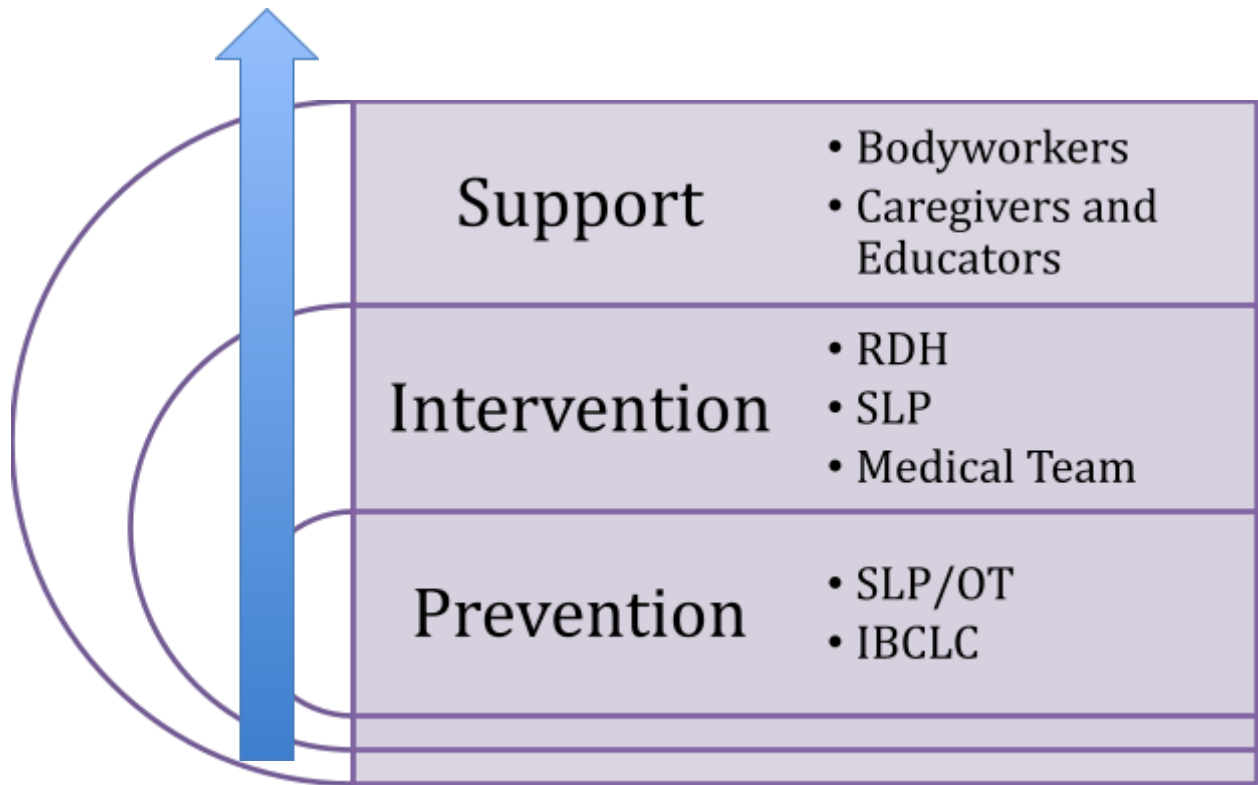 Support
• Bodyworkers
• Caregivers and
Educators
Intervention
• RDH
• SLP
• Medical Team
Prevention
• SLP/OT
• IBCLC